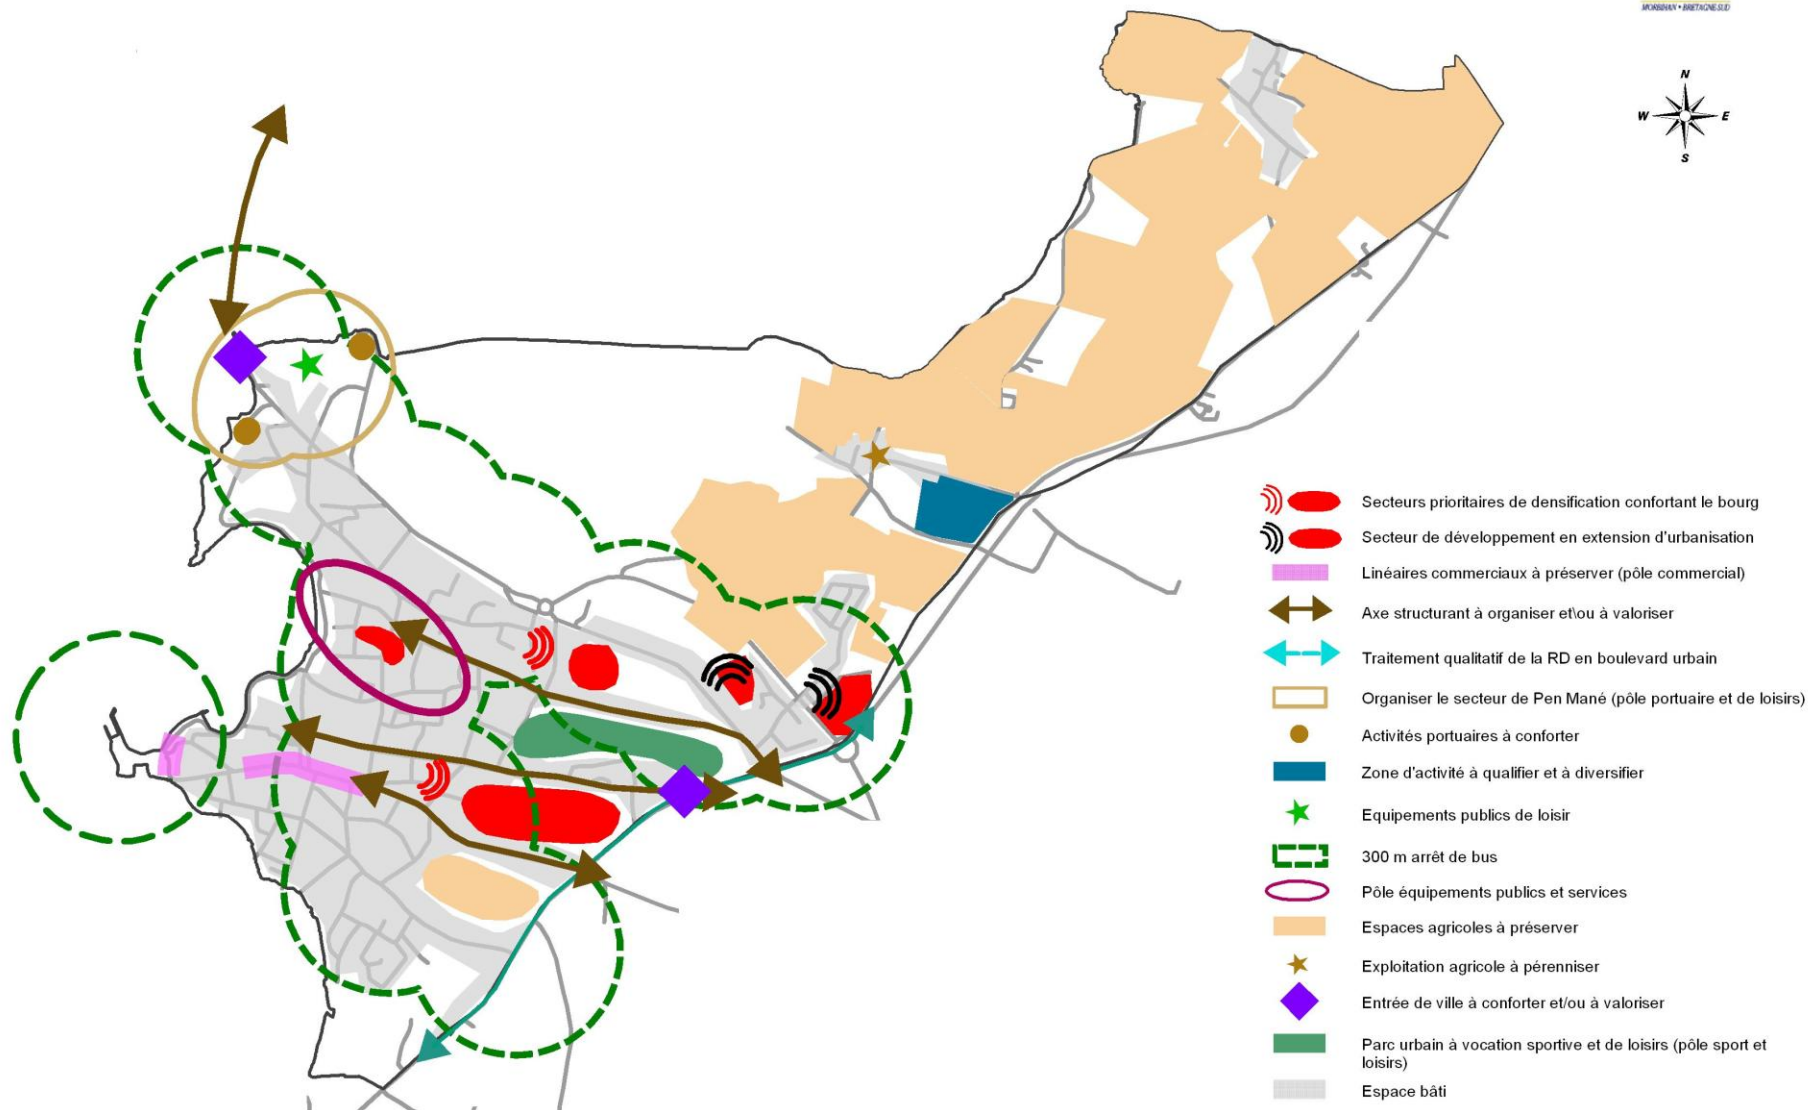 MORBIHAN • BRETAGNE SUD
N
W
E
S
Secteurs prioritaires de densification confortant le bourg
Secteur de développement en extension d'urbanisation
Linéaires commerciaux à préserver (pôle commercial)
Axe structurant à organiser et\ou à valoriser
Traitement qualitatif de la RD en boulevard urbain
Organiser le secteur de Pen Mané (pôle portuaire et de loisirs)
Activités portuaires à conforter
Zone d'activité à qualifier et à diversifier
Equipements publics de loisir
300 m arrêt de bus
Pôle équipements publics et services
Espaces agricoles à préserver
Exploitation agricole à pérenniser
Entrée de ville à conforter et/ou à valoriser
Parc urbain à vocation sportive et de loisirs (pôle sport et
loisirs)
Espace bâti